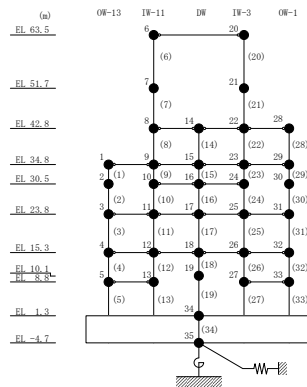 (m) OW-13 IW-11 DW IW-3 OW-1
EL 63.5 6 20
(6) (20)
EL 51.7 7 21
(7) (21)
EL 42.8 8 14 22 28
(8) (14) (22) (28)
EL 34.8 1 9 15 23 29
(1) (9) (15) (23) (29)
EL 30.5 2 10 16 24 30
(2) (10) (16) (24) (30)
EL 23.8 3 11 17 25 31
(3) (11) (17) (25) (31)
EL 15.3 4 12 18 26 32
(4) (12) (18) (26) (32)
EL 10.1 19
EL 8.8 5 13 27 33
(5) (13) (19) (27) (33)
EL 1.3 34
(34)
EL -4.7 35